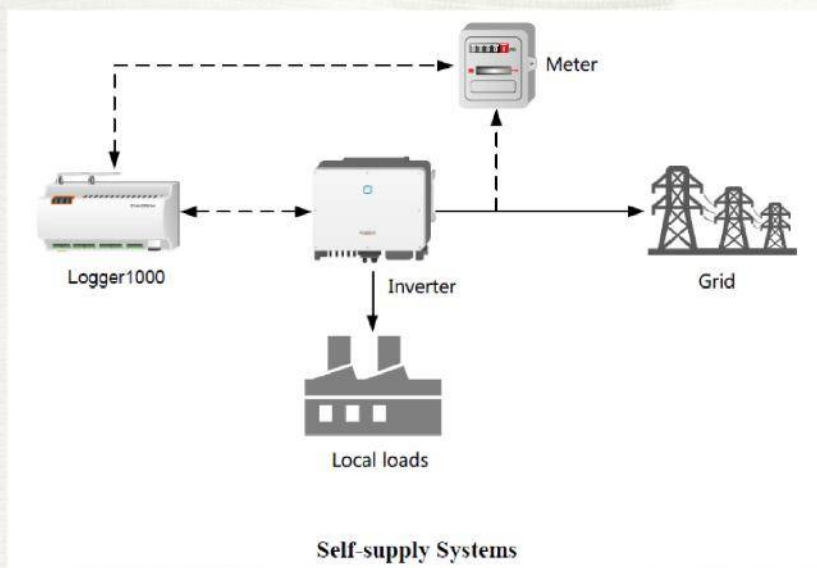 Meter
Logger1000
Inverter
Grid
Local loads
Self-supply Systems